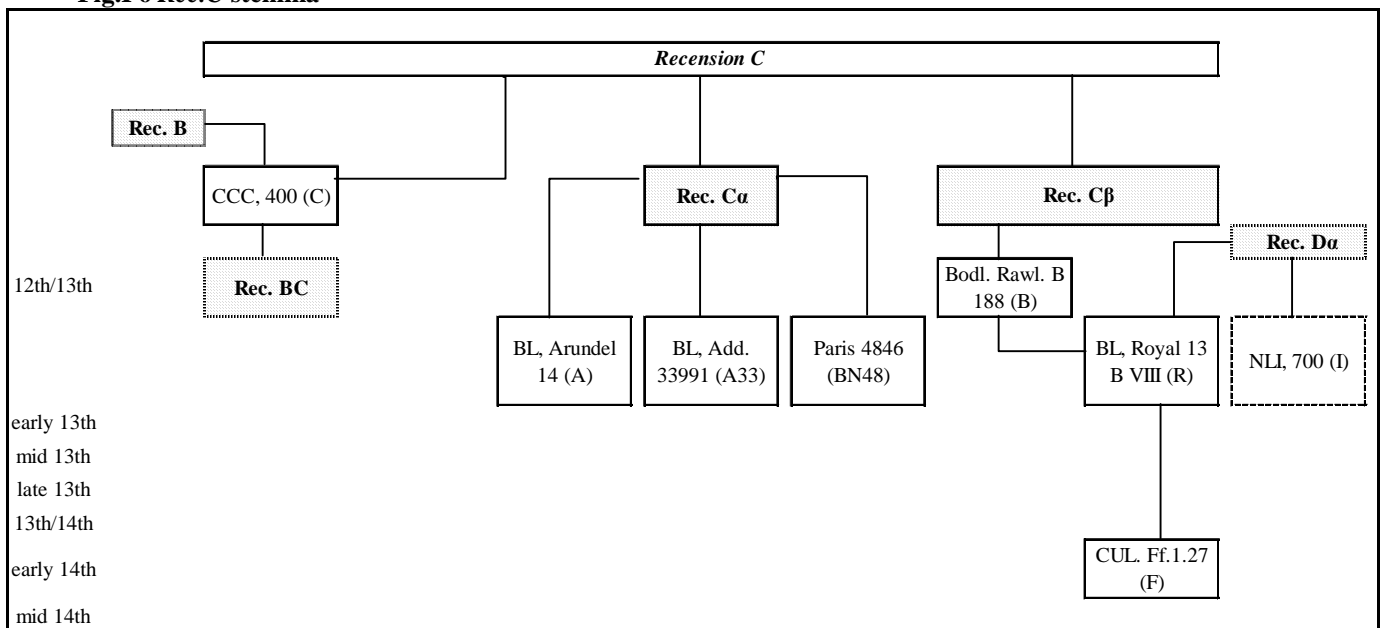 Rec.C stemma
Recension C
Rec. B
CCC, 400 (C)
Rec. Cα
Rec. Cβ
Rec. Dα
12th/13th
Rec. BC
Bodl. Rawl. B
188 (B)
BL, Arundel
14 (A)
BL, Add.
33991 (A33)
Paris 4846
(BN48)
BL, Royal 13
B VIII (R)
NLI, 700 (I)
early 13th
mid 13th
late 13th
13th/14th
early 14th
CUL. Ff.1.27
(F)
mid 14th